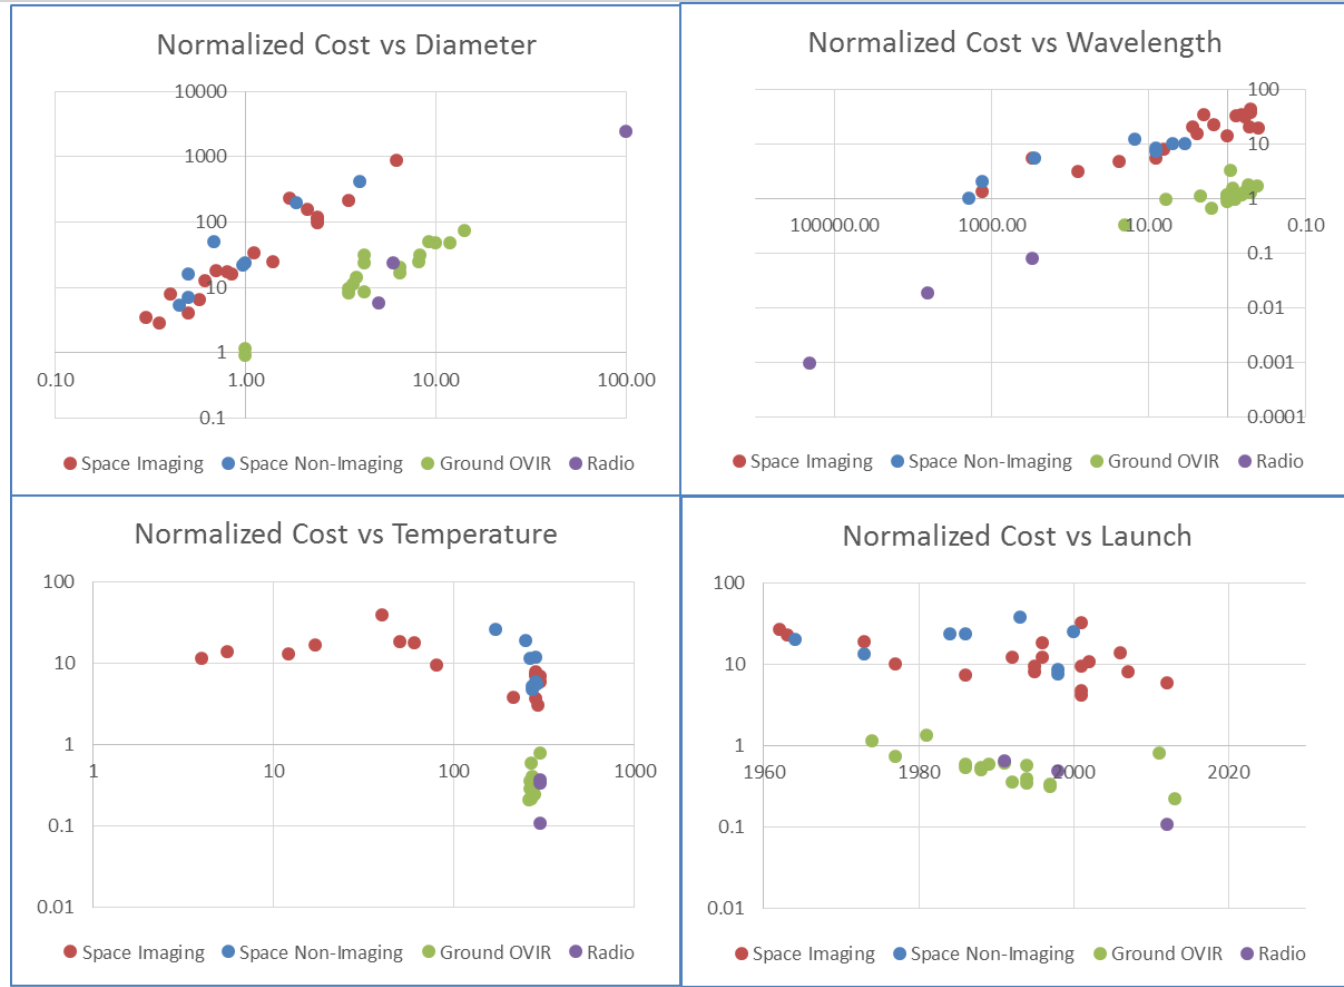 Normalized Cost vs Diameter
10000
1000
100
10
1
0.10 1.00 10.00 100.00
0.1
Space Imaging Space Non-Imaging Ground OVIR Radio
Normalized Cost vs Wavelength
100
10
1
100000.00 1000.00 10.00 0.10
0.1
0.01
0.001
0.0001
Space Imaging Space Non-Imaging Ground OVIR Radio
Normalized Cost vs Temperature
100
10
1
1 10 100 1000
0.1
0.01
Space Imaging Space Non-Imaging Ground OVIR Radio
Normalized Cost vs Launch
100
10
1
1960 1980 2000 2020
0.1
0.01
Space Imaging Space Non-Imaging Ground OVIR Radio